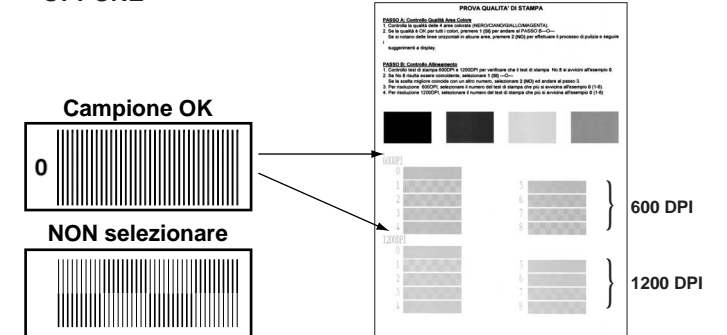 PROVA QUALITA' DI STAMPA
PASSO A: Controllo Qualità Area Colore
1. Controlla la qualità delle 4 aree colorate (NERO/CIANO/GIALLO/MAGENTA).
2. Se la qualità è OK per tutti i colori, premere 1 (SI) per andare al PASSO B—O—
Se si notano delle linee orizzontali in alcune aree, premere 2 (NO) per effettuare il processo di pulizia e seguire
i
suggerimenti a display.
PASSO B: Controllo Allineamento
1. Controllo test di stampa 600DPI e 1200DPI per verificare che il test di stampa No.5 si avvicini all'esempio 0.
2. Se No.5 risulta essere coincidente, selezionare 1 (SI) —O—
Se la scelta migliore coincide con un altro numero, selezionare 2 (NO) ed andare al passo 3.
3. Per risoluzione 600DPI, selezionare il numero del test di stampa che più si avvicina all'esempio 0 (1-8).
4. Per risoluzione 1200DPI, selezionare il numero del test di stampa che più si avvicina all'esempio 0 (1-8)
Campione OK
0
NON selezionare
600DPI
0
1 5
2 6
3 7
4 8
600 DPI
1200DPI
0
1 5
2 6
3 7
4 8
1200 DPI